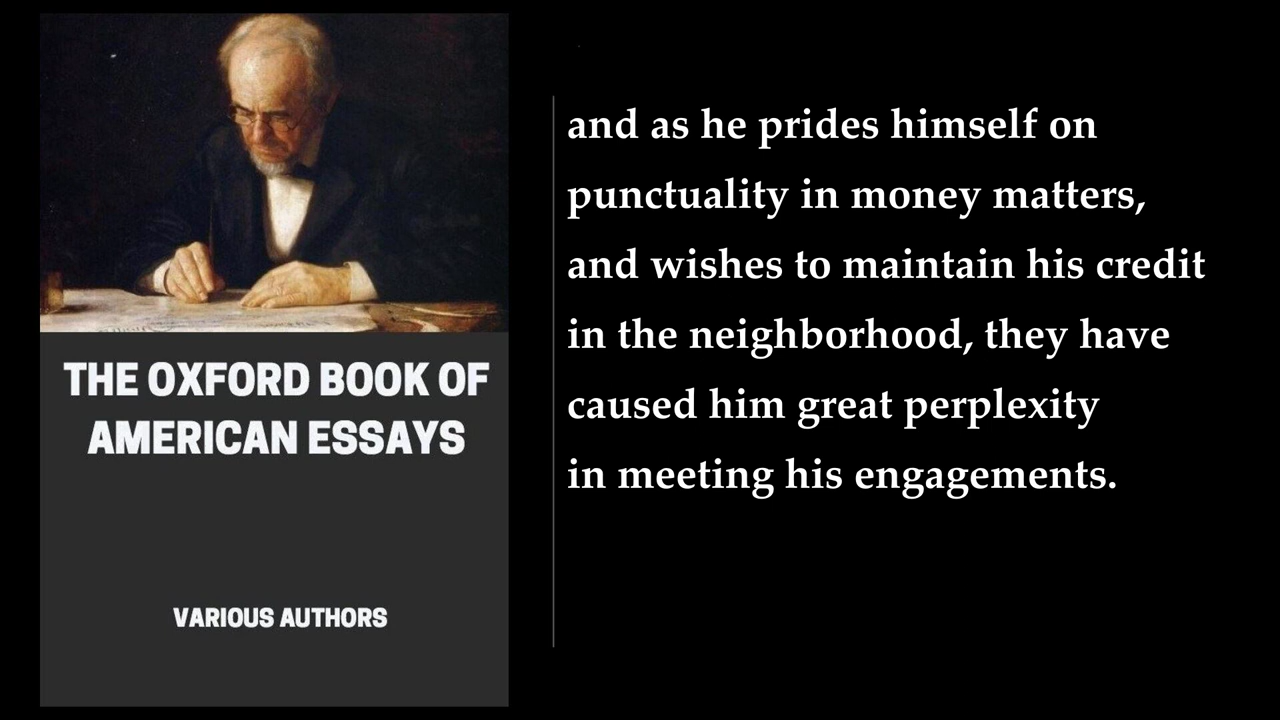 THE OXFORD BOOK OF
AMERICAN ESSAYS
VARIOUS AUTHORS
and as he prides himself on
punctuality in money matters,
and wishes to maintain his credit
in the neighborhood, they have
caused him great perplexity
in meeting his engagements.